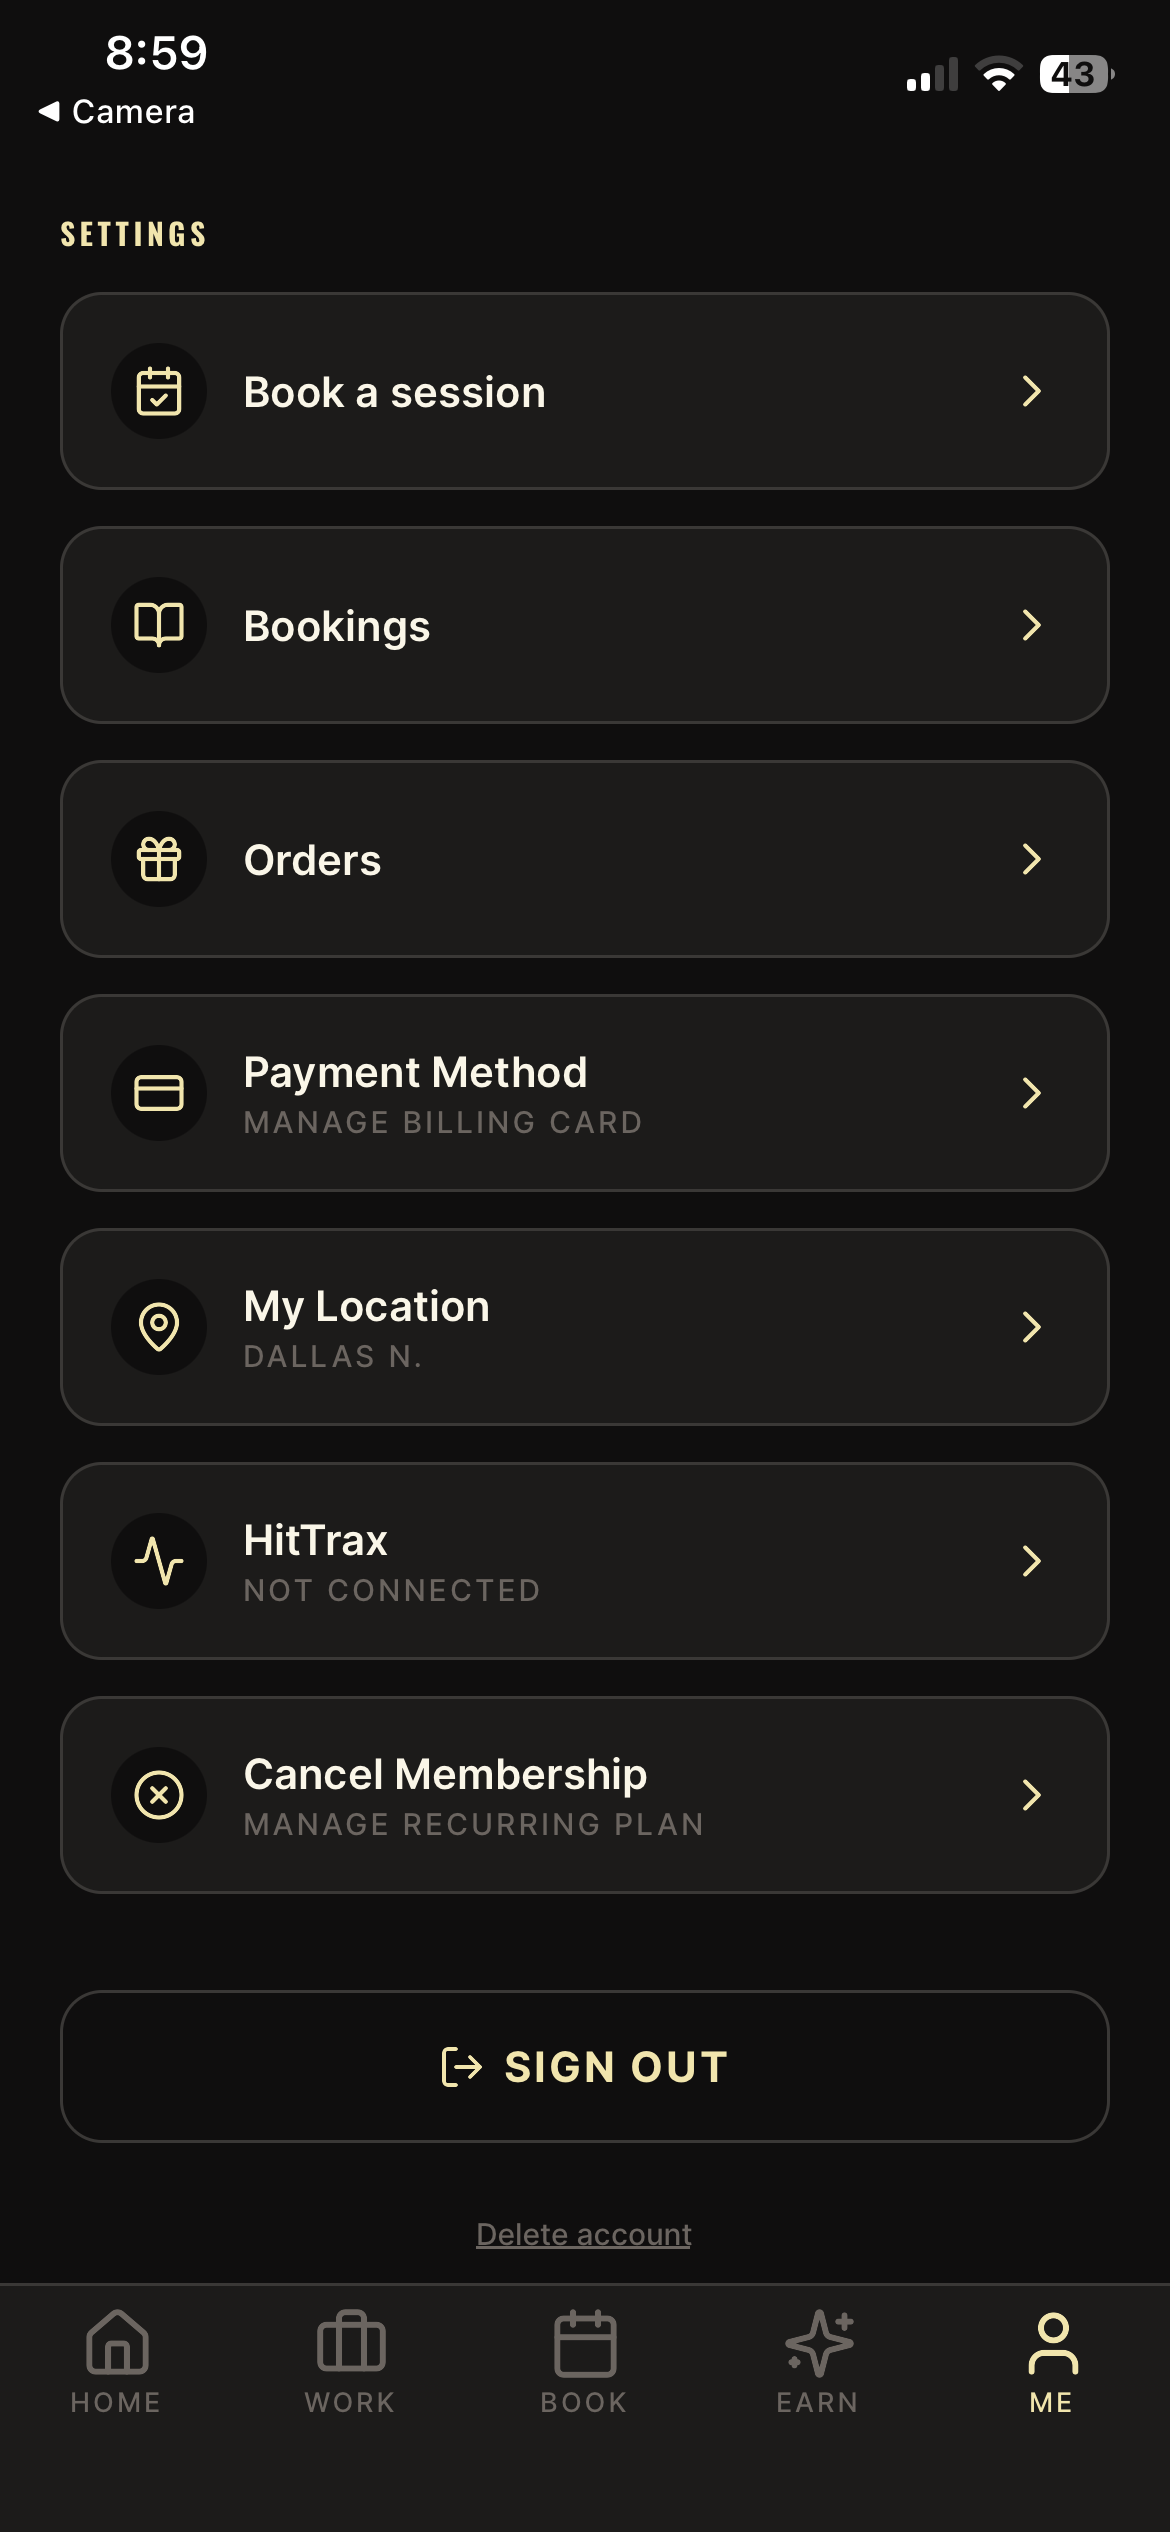 8:59
43
Camera
SETTINGS
Book a session
Bookings
Orders
Payment Method
MANAGE BILLING CARD
My Location
DALLAS N.
HitTrax
NOT CONNECTED
Cancel Membership
MANAGE RECURRING PLAN
SIGN OUT
Delete account
HOME WORK BOOK EARN ME